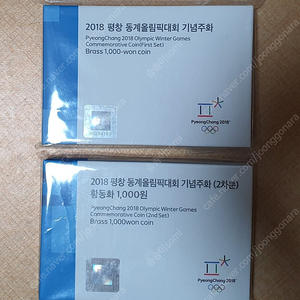 2018 평창 동계올림픽대회 기념주화
PyeongChang 2018 Olympic Winter Games
Commemorative Coin(First Set)
Brass 1,000-won coin
PyeongChang 2018
2018 평창 동계올림픽대회 기념주화 (2차분)
황동화 1,000원
PyeongChang 2018 Olympic Winter Games
Commemorative Coin (2nd Set)
Brass 1,000won coin
PyeongChang 2018